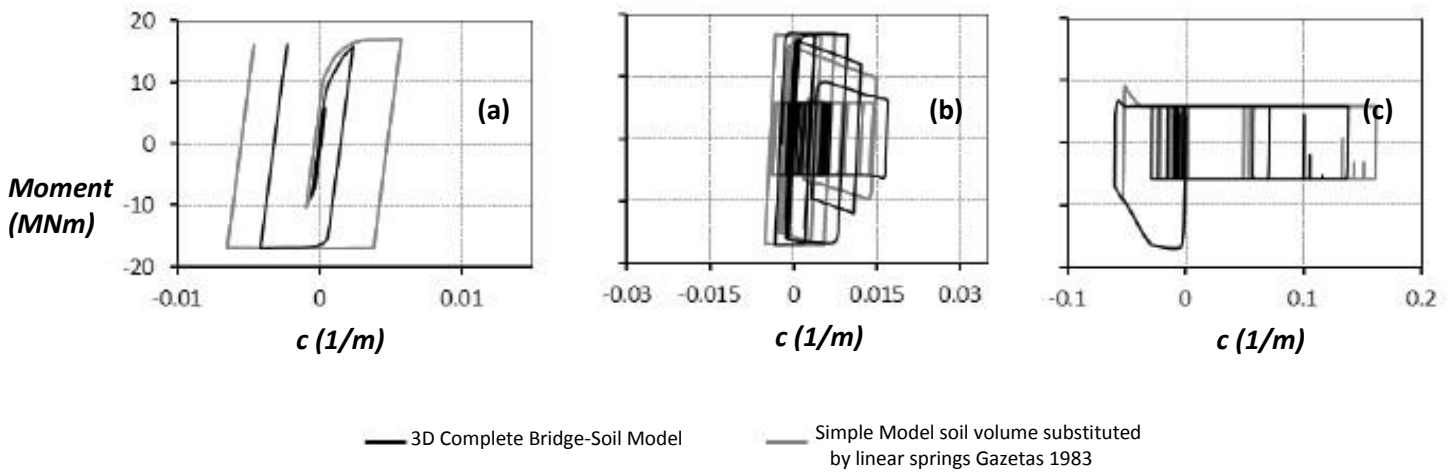 20
10
0
-10
-20
Moment
(MNm)
(a)
-0.01
0
0.01
c (1/m)
(b)
-0.03
-0.015
0
0.015
0.03
c (1/m)
(c)
-0.1
0
0.1
0.2
c (1/m)
3D Complete Bridge-Soil Model
Simple Model soil volume substituted
by linear springs Gazetas 1983